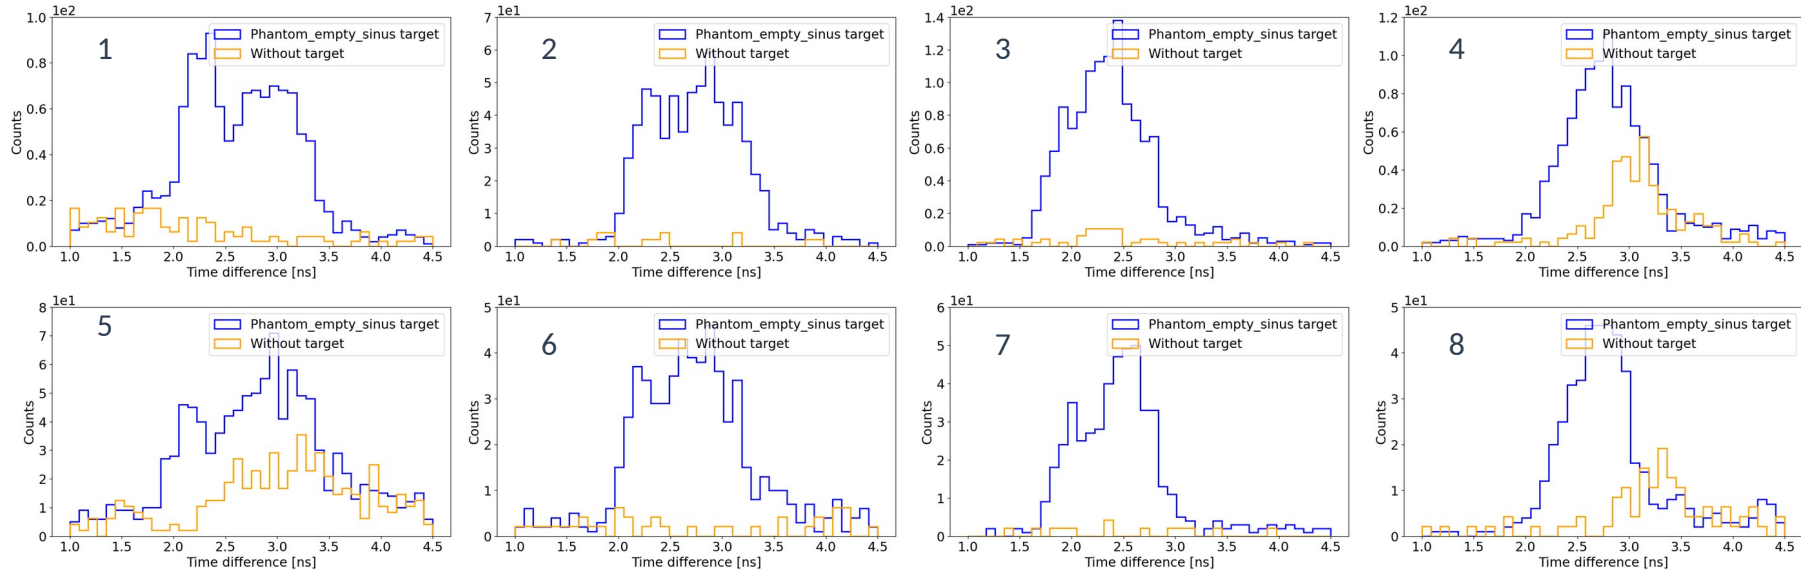 1e2
1
Phantom_empty_sinus target
Without target
Counts
1.0
0.8
0.6
0.4
0.2
0.0
1.0 1.5 2.0 2.5 3.0 3.5 4.0 4.5
Time difference [ns]
1e1
2
Phantom_empty_sinus target
Without target
Counts
7
6
5
4
3
2
1
0
1.0 1.5 2.0 2.5 3.0 3.5 4.0 4.5
Time difference [ns]
1e2
3
Phantom_empty_sinus target
Without target
Counts
1.4
1.2
1.0
0.8
0.6
0.4
0.2
0.0
1.0 1.5 2.0 2.5 3.0 3.5 4.0 4.5
Time difference [ns]
1e2
4
Phantom_empty_sinus target
Without target
Counts
1.2
1.0
0.8
0.6
0.4
0.2
0.0
1.0 1.5 2.0 2.5 3.0 3.5 4.0 4.5
Time difference [ns]
1e1
5
Phantom_empty_sinus target
Without target
Counts
8
7
6
5
4
3
2
1
0
1.0 1.5 2.0 2.5 3.0 3.5 4.0 4.5
Time difference [ns]
1e1
6
Phantom_empty_sinus target
Without target
Counts
5
4
3
2
1
0
1.0 1.5 2.0 2.5 3.0 3.5 4.0 4.5
Time difference [ns]
1e1
7
Phantom_empty_sinus target
Without target
Counts
6
5
4
3
2
1
0
1.0 1.5 2.0 2.5 3.0 3.5 4.0 4.5
Time difference [ns]
1e1
8
Phantom_empty_sinus target
Without target
Counts
5
4
3
2
1
0
1.0 1.5 2.0 2.5 3.0 3.5 4.0 4.5
Time difference [ns]